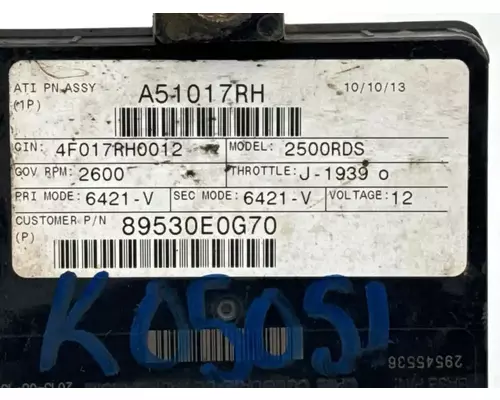 ATI PN ASSY A51017RH 10/10/13
(1P)
GIN: 4F017RH0012 MODEL: 2500RDS
GOV RPM: 2600 THROTTLE: J-1939 o
PRI MODE: 6421-V SEC MODE: 6421-V VOLTAGE: 12
CUSTOMER P/N 89530E0G70
(P)
K05051
29545536